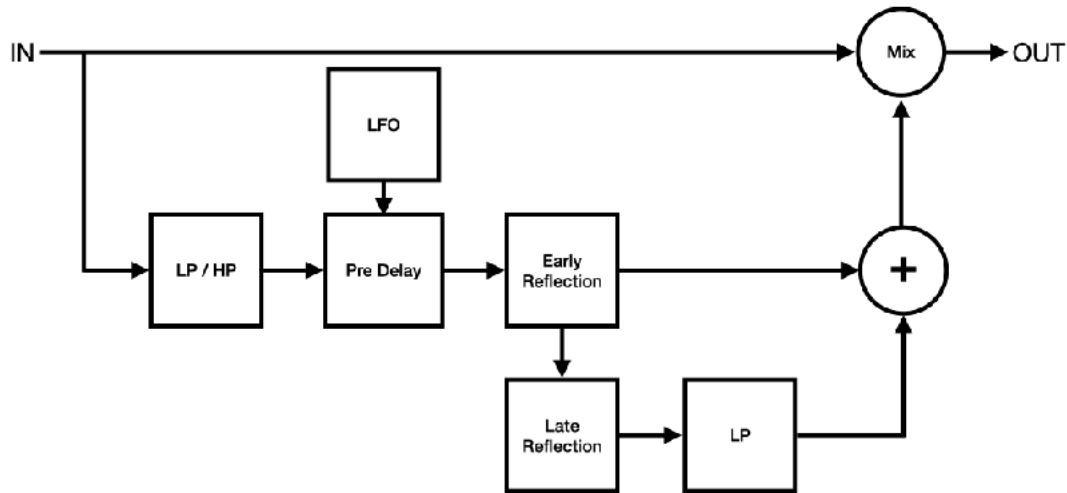 IN
Mix
OUT
LFO
LP / HP
Pre Delay
Early
Reflection
+
Late
Reflection
LP